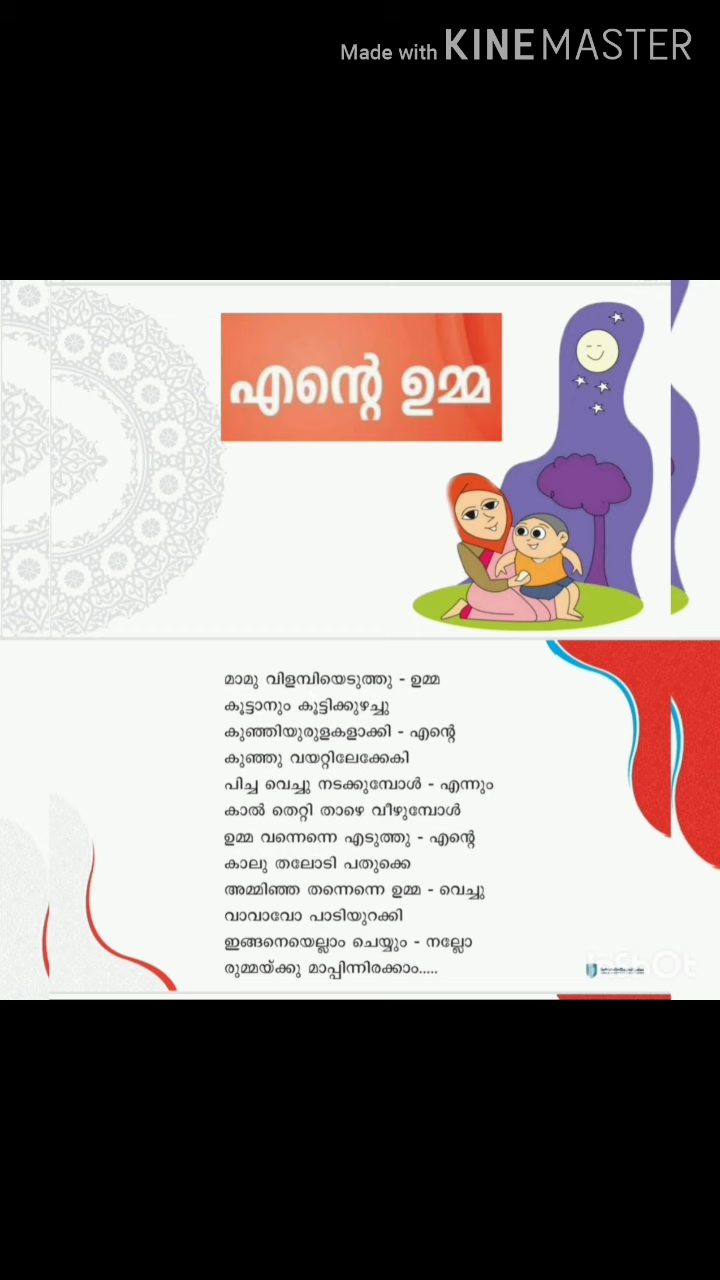 Made with KINEMASTER
എന്റെ ഉമ്മ
മാമു വിളമ്പിയെടുത്തു - ഉമ്മ
കൂട്ടാനും കൂട്ടിക്കുഴച്ചു
കുഞ്ഞിയുരുളകളാക്കി - എന്റെ
കുഞ്ഞു വയറ്റിലേക്കേകി
പിച്ച വെച്ചു നടക്കുമ്പോൾ - എന്നും
കാൽ തെറ്റി താഴെ വീഴുമ്പോൾ
ഉമ്മ വന്നെന്നെ എടുത്തു - എന്റെ
കാലു തലോടി പതുക്കെ
അമ്മിഞ്ഞ തന്നെന്നെ ഉമ്മ - വെച്ചു
വാവാവോ പാടിയുറക്കി
ഇങ്ങനെയെല്ലാം ചെയ്യും - നല്ലോ
രുമ്മയ്ക്കു മാപ്പിന്നിരക്കാം.....
InShOt